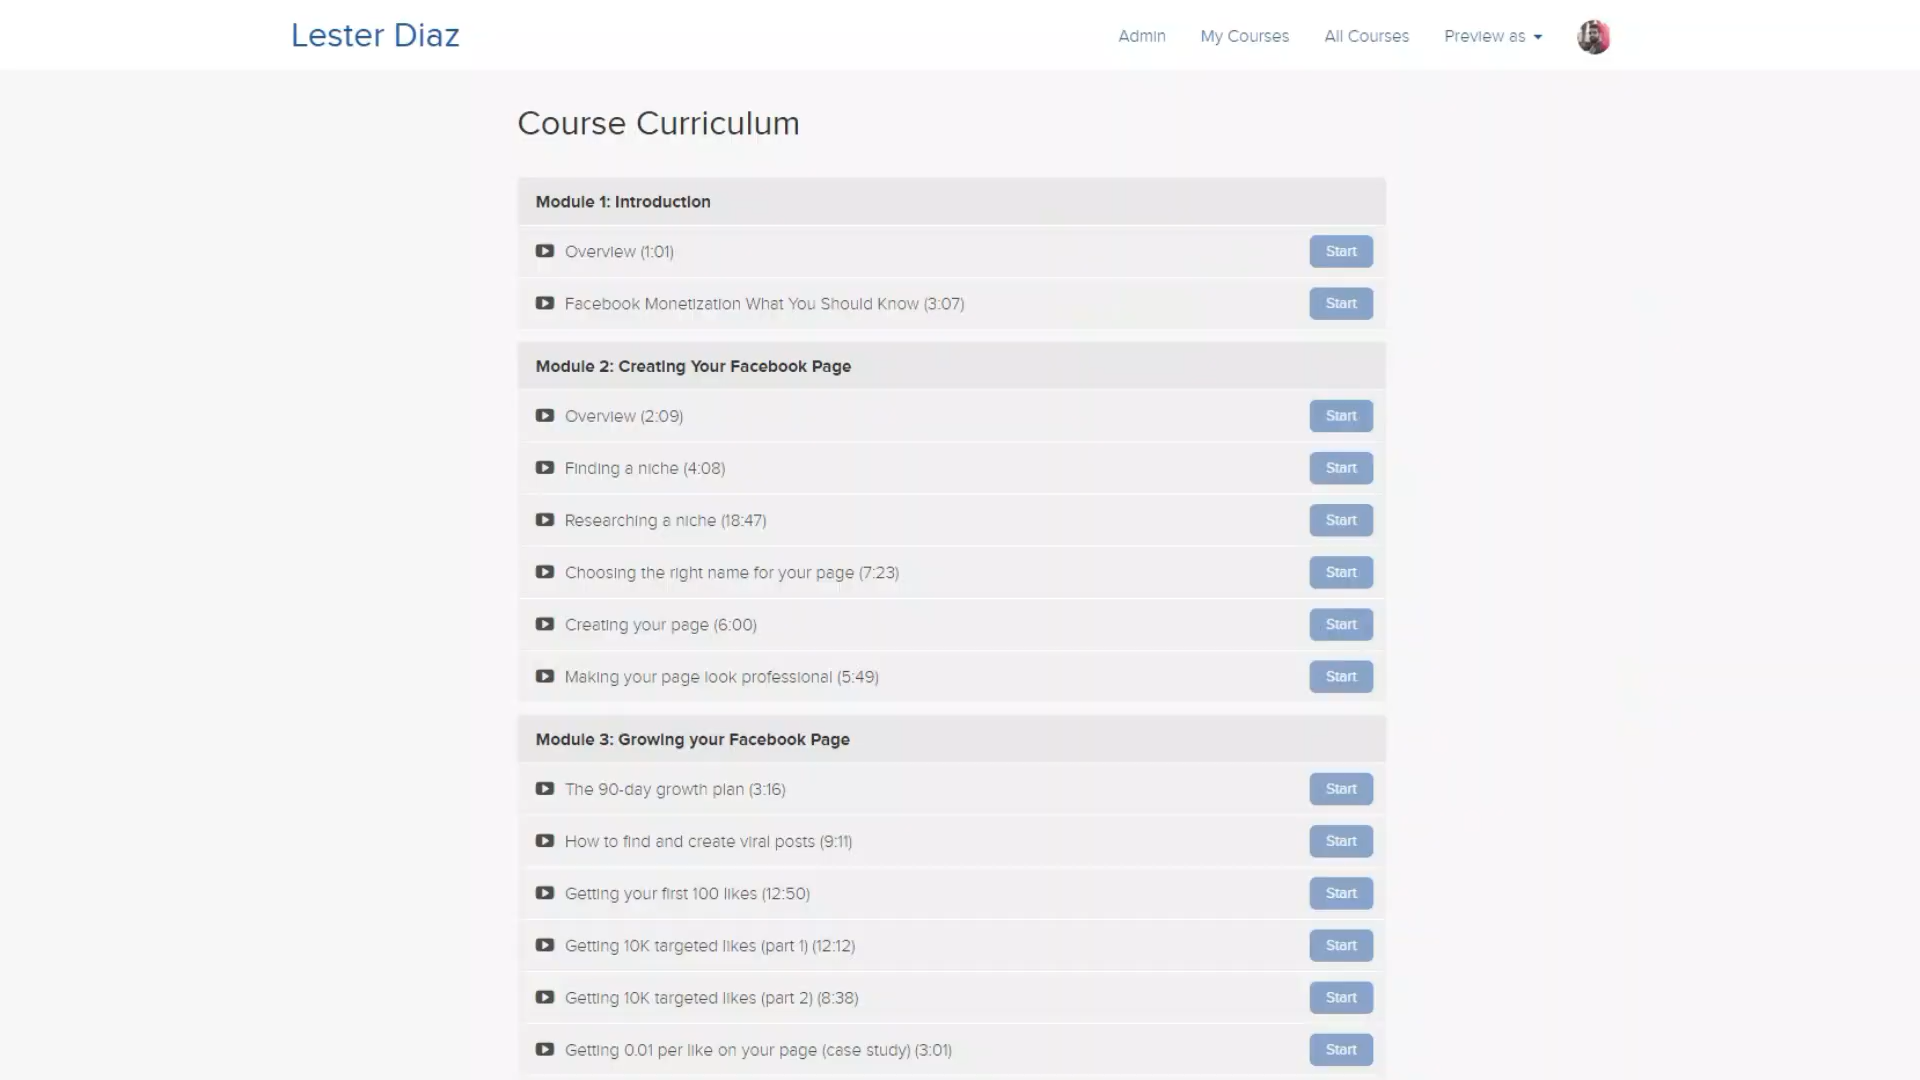 Lester Diaz
Admin
My Courses
All Courses
Preview as
Course Curriculum
Module 1: Introduction
Overview (1:01)
Start
Facebook Monetization What You Should Know (3:07)
Start
Module 2: Creating Your Facebook Page
Overview (2:09)
Start
Finding a niche (4:08)
Start
Researching a niche (18:47)
Start
Choosing the right name for your page (7:23)
Start
Creating your page (6:00)
Start
Making your page look professional (5:49)
Start
Module 3: Growing your Facebook Page
The 90-day growth plan (3:16)
Start
How to find and create viral posts (9:11)
Start
Getting your first 100 likes (12:50)
Start
Getting 10K targeted likes (part 1) (12:12)
Start
Getting 10K targeted likes (part 2) (8:38)
Start
Getting 0.01 per like on your page (case study) (3:01)
Start